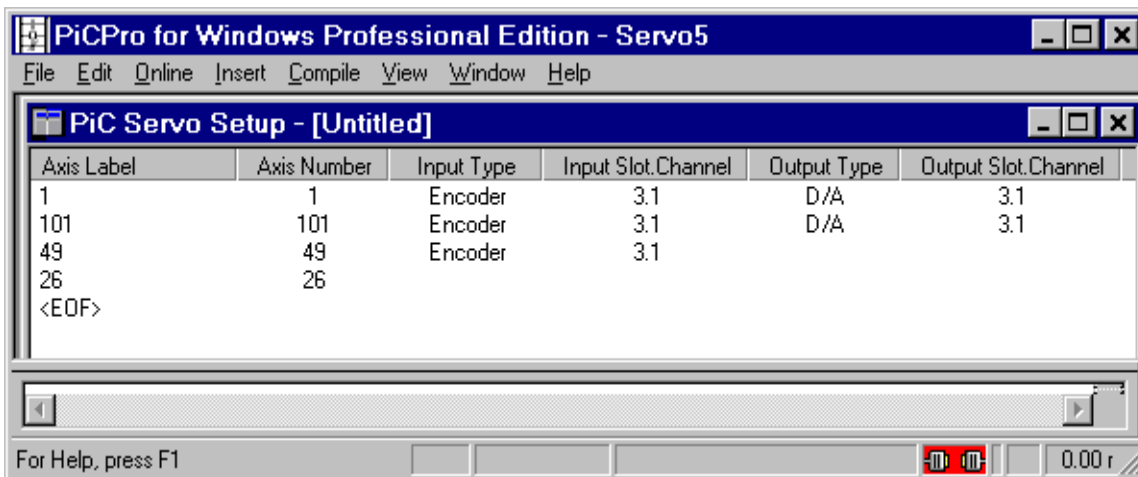 PiCPro for Windows Professional Edition - Servo5
File Edit Online Insert Compile View Window Help
PiC Servo Setup - [Untitled]
Axis Label Axis Number Input Type Input Slot.Channel Output Type Output Slot.Channel
1 1 Encoder 3.1 D/A 3.1
101 101 Encoder 3.1 D/A 3.1
49 49 Encoder 3.1
26 26
<EOF>
For Help, press F1 0.00 r